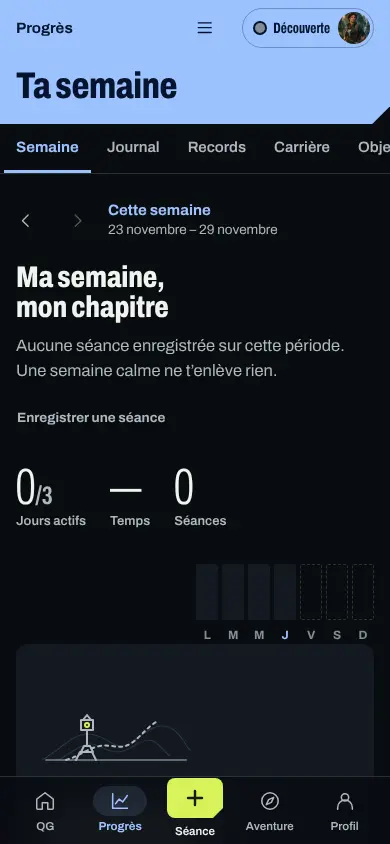 Progrès
Découverte
Ta semaine
Semaine Journal Records Carrière Obje
Cette semaine
23 novembre – 29 novembre
Ma semaine,
mon chapitre
Aucune séance enregistrée sur cette période.
Une semaine calme ne t'enlève rien.
Enregistrer une séance
0/3 — 0
Jours actifs Temps Séances
L M M J V S D
QG Progrès Séance Aventure Profil